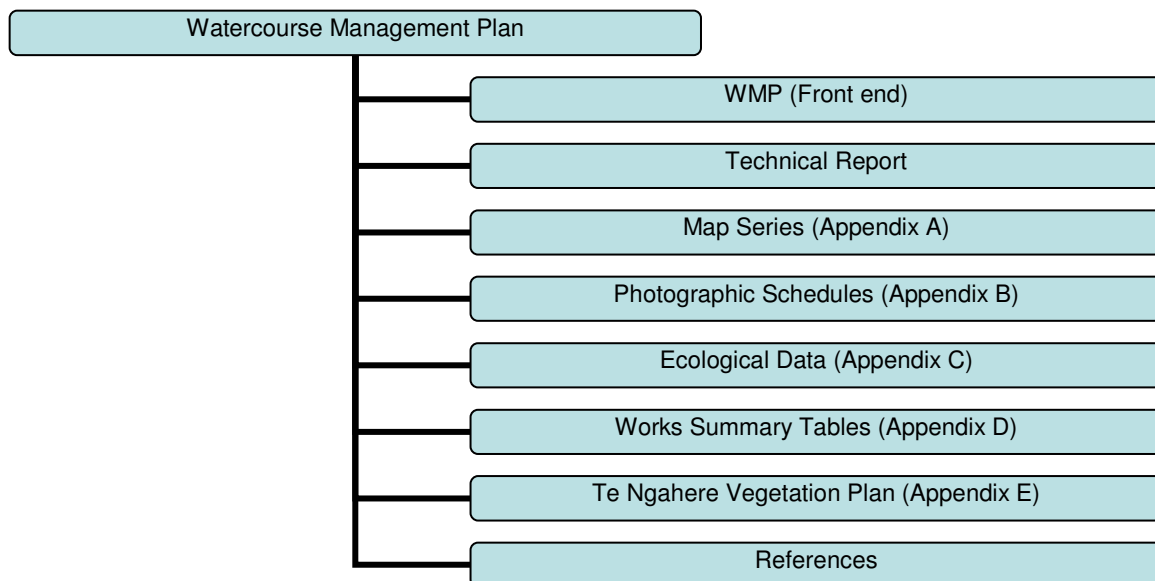 Watercourse Management Plan
WMP (Front end)
Technical Report
Map Series (Appendix A)
Photographic Schedules (Appendix B)
Ecological Data (Appendix C)
Works Summary Tables (Appendix D)
Te Ngahere Vegetation Plan (Appendix E)
References